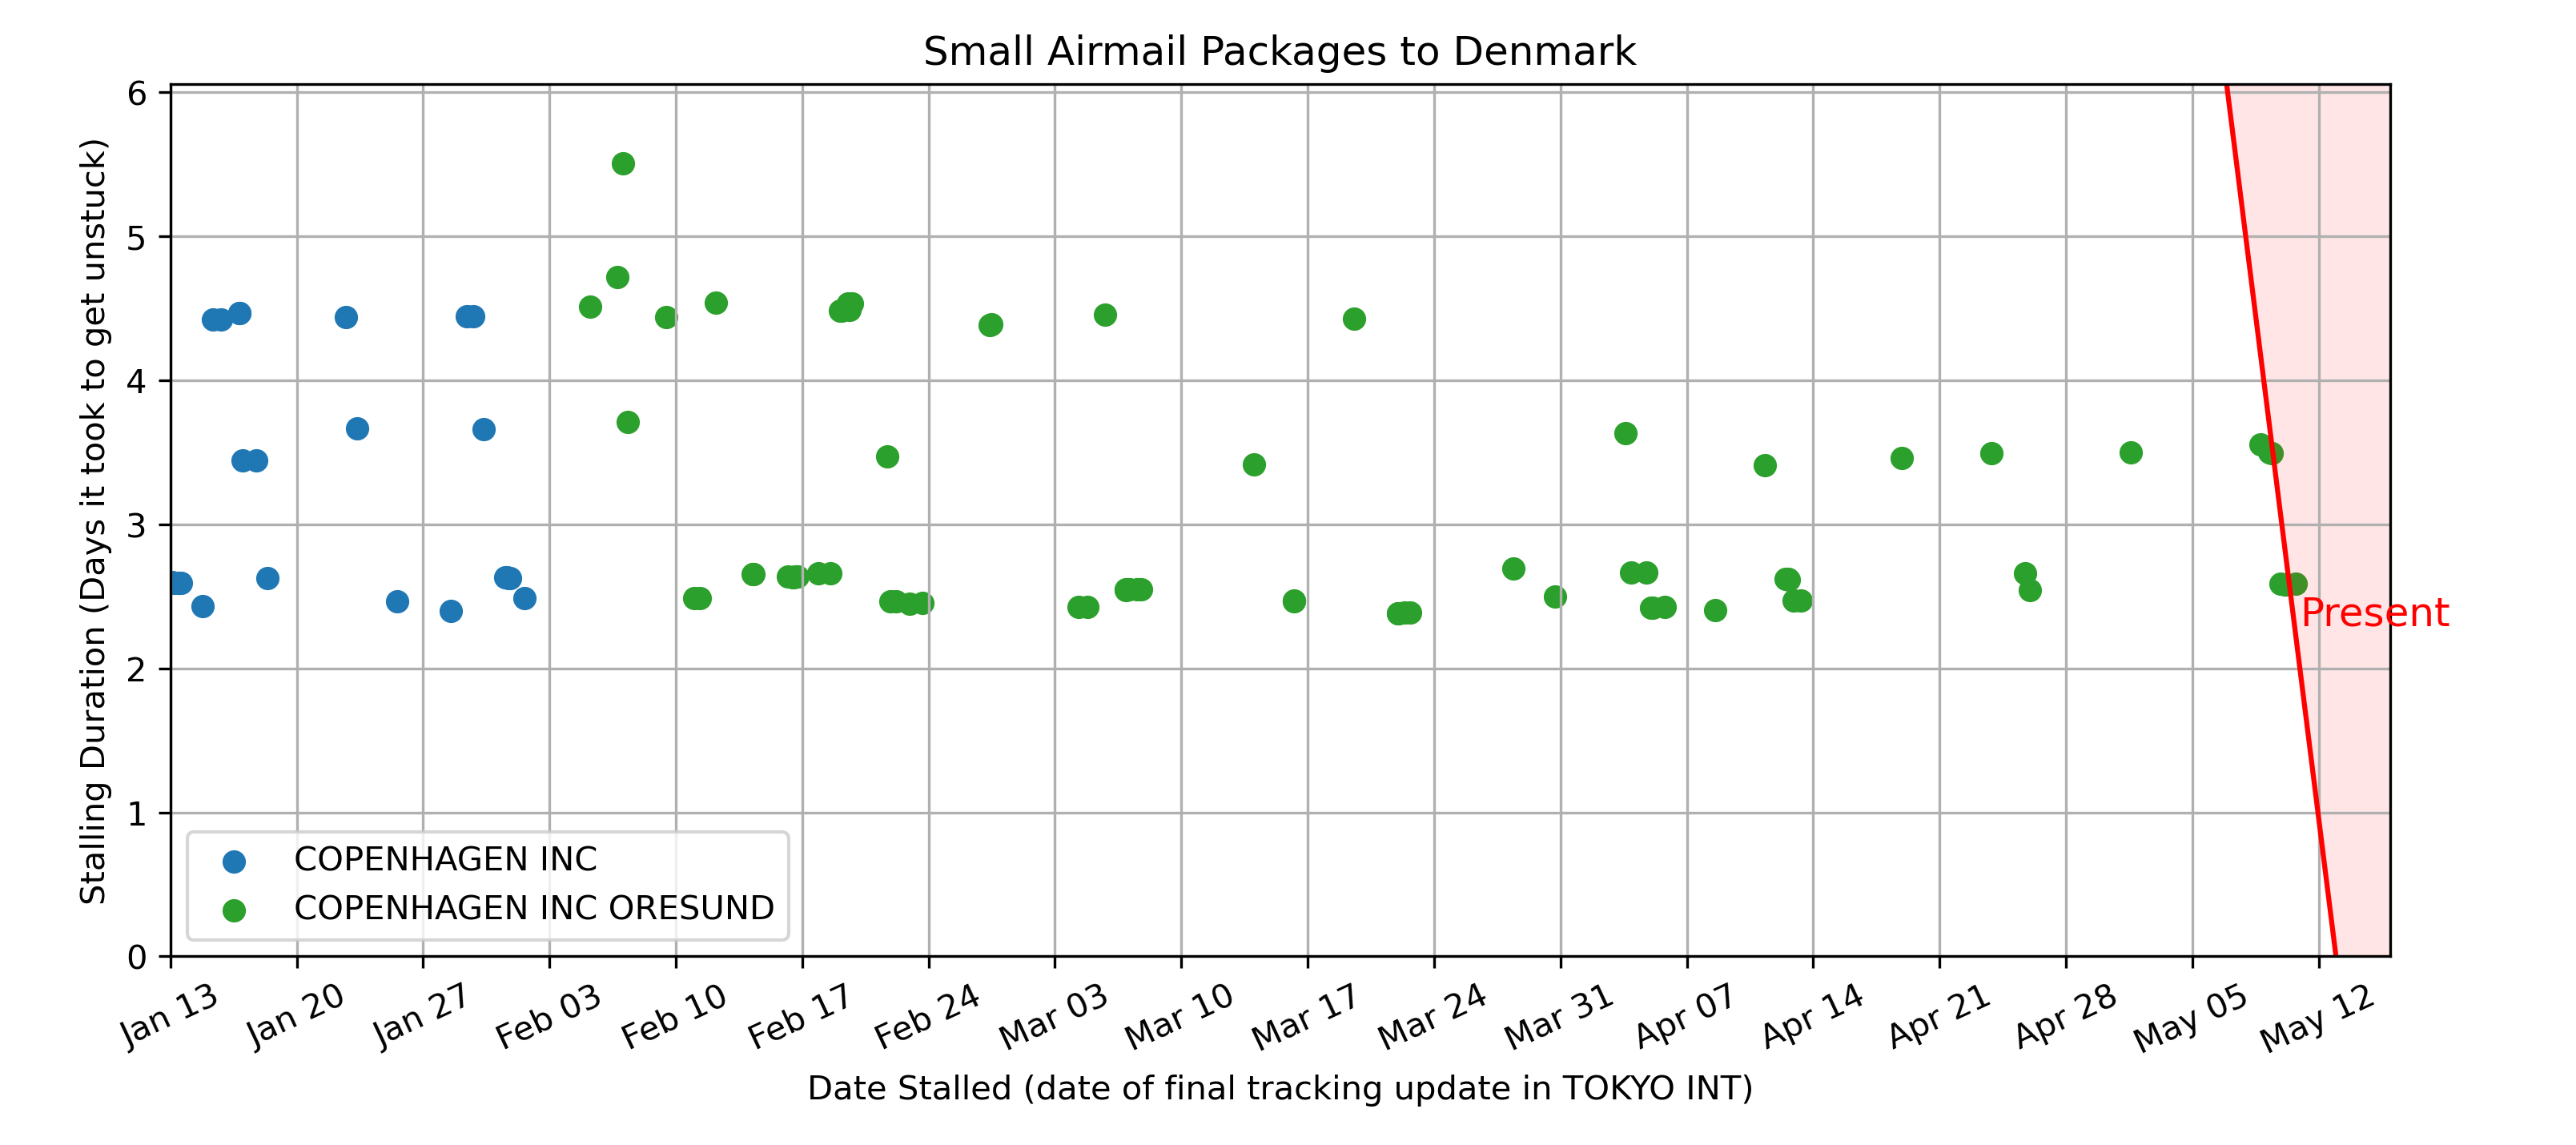 Small Airmail Packages to Denmark
Stalling Duration (Days it took to get unstuck)
6
5
4
3
2
1
0
Present
COPENHAGEN INC
COPENHAGEN INC ORESUND
Jan 13
Jan 20
Jan 27
Feb 03
Feb 10
Feb 17
Feb 24
Mar 03
Mar 10
Mar 17
Mar 24
Mar 31
Apr 07
Apr 14
Apr 21
Apr 28
May 05
May 12
Date Stalled (date of final tracking update in TOKYO INT)